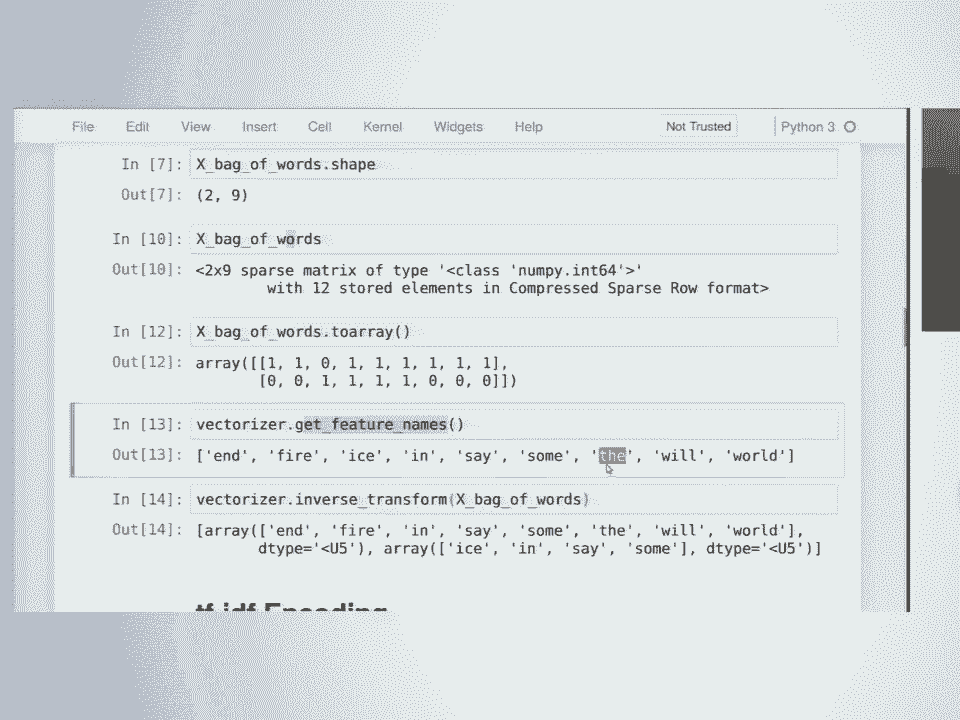 File Edit View Insert Cell Kernel Widgets Help Not Trusted Python 3
In [7]: X_bag_of_words.shape
Out[7]: (2, 9)
In [10]: X_bag_of_words
Out[10]: <2x9 sparse matrix of type '<class 'numpy.int64'>'
with 12 stored elements in Compressed Sparse Row format>
In [12]: X_bag_of_words.toarray()
Out[12]: array([[1, 1, 0, 1, 1, 1, 1, 1, 1],
[0, 0, 1, 1, 1, 1, 0, 0, 0]])
In [13]: vectorizer.get_feature_names()
Out[13]: ['end', 'fire', 'ice', 'in', 'say', 'some', 'the', 'will', 'world']
In [14]: vectorizer.inverse_transform(X_bag_of_words)
Out[14]: [array(['end', 'fire', 'in', 'say', 'some', 'the', 'will', 'world'],
dtype='<U5'), array(['ice', 'in', 'say', 'some'], dtype='<U5')]
tf-idf Encoding